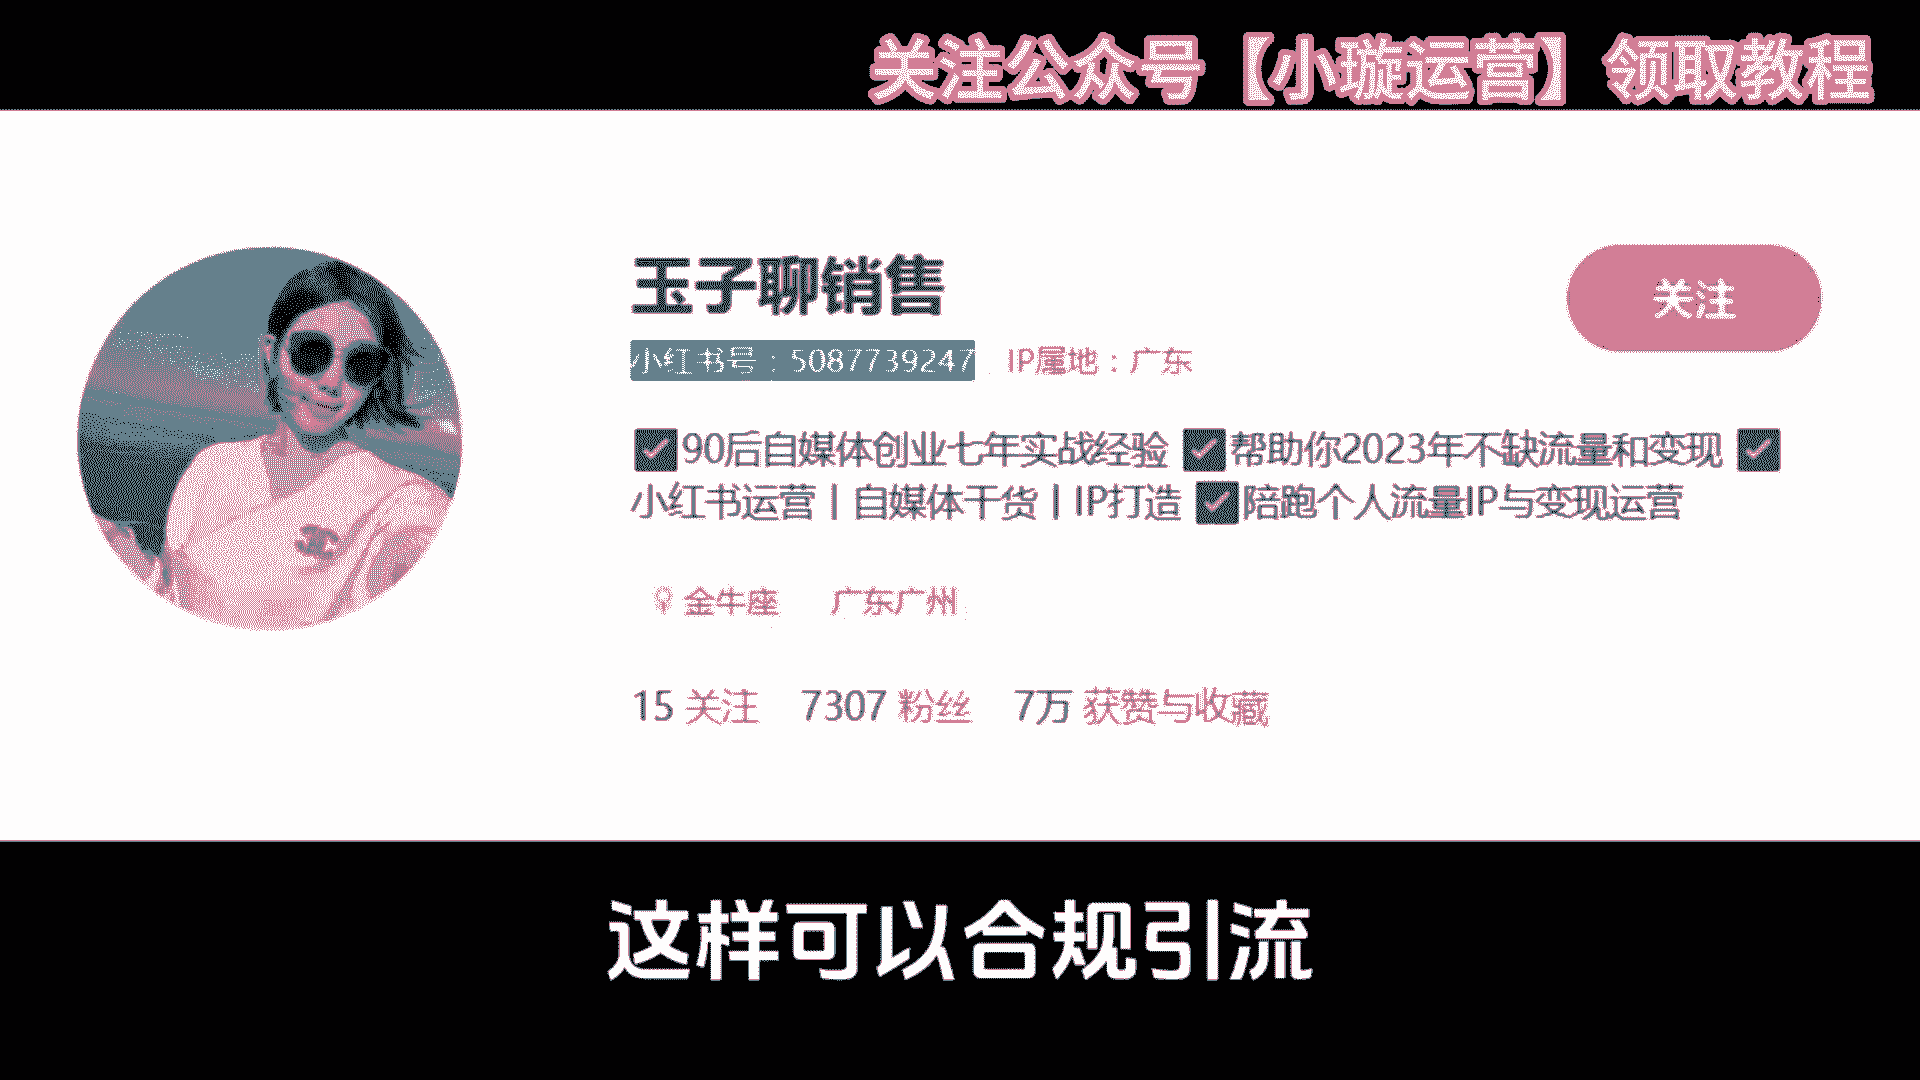 关注公众号【小璇运营】领取教程
玉子聊销售
关注
小红书号：5087739247 IP属地：广东
✅90后自媒体创业七年实战经验 ✅帮助你2023年不缺流量和变现 ✅
小红书运营丨自媒体干货丨IP打造 ✅陪跑个人流量IP与变现运营
金牛座 广东广州
15 关注 7307 粉丝 7万 获赞与收藏
这样可以合规引流